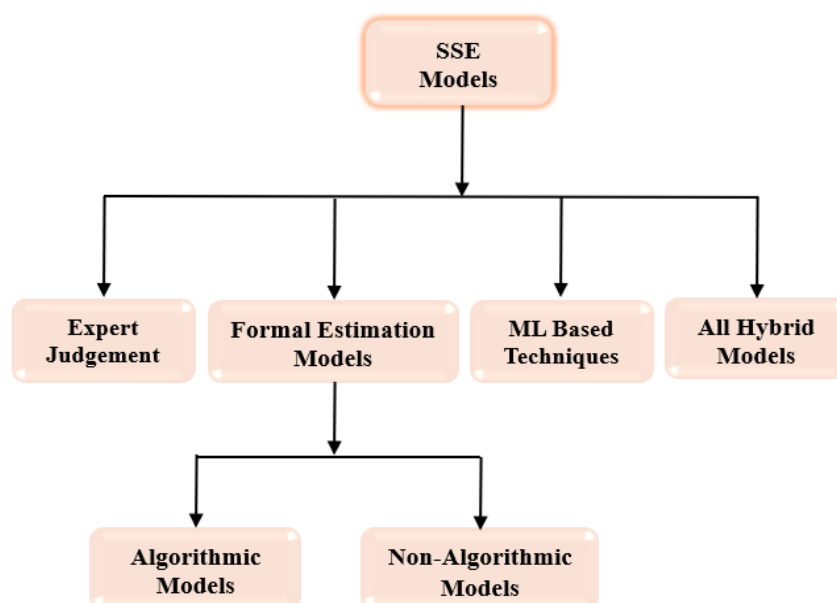 SSE
Models
Expert
Judgement
Formal Estimation
Models
ML Based
Techniques
All Hybrid
Models
Algorithmic
Models
Non-Algorithmic
Models